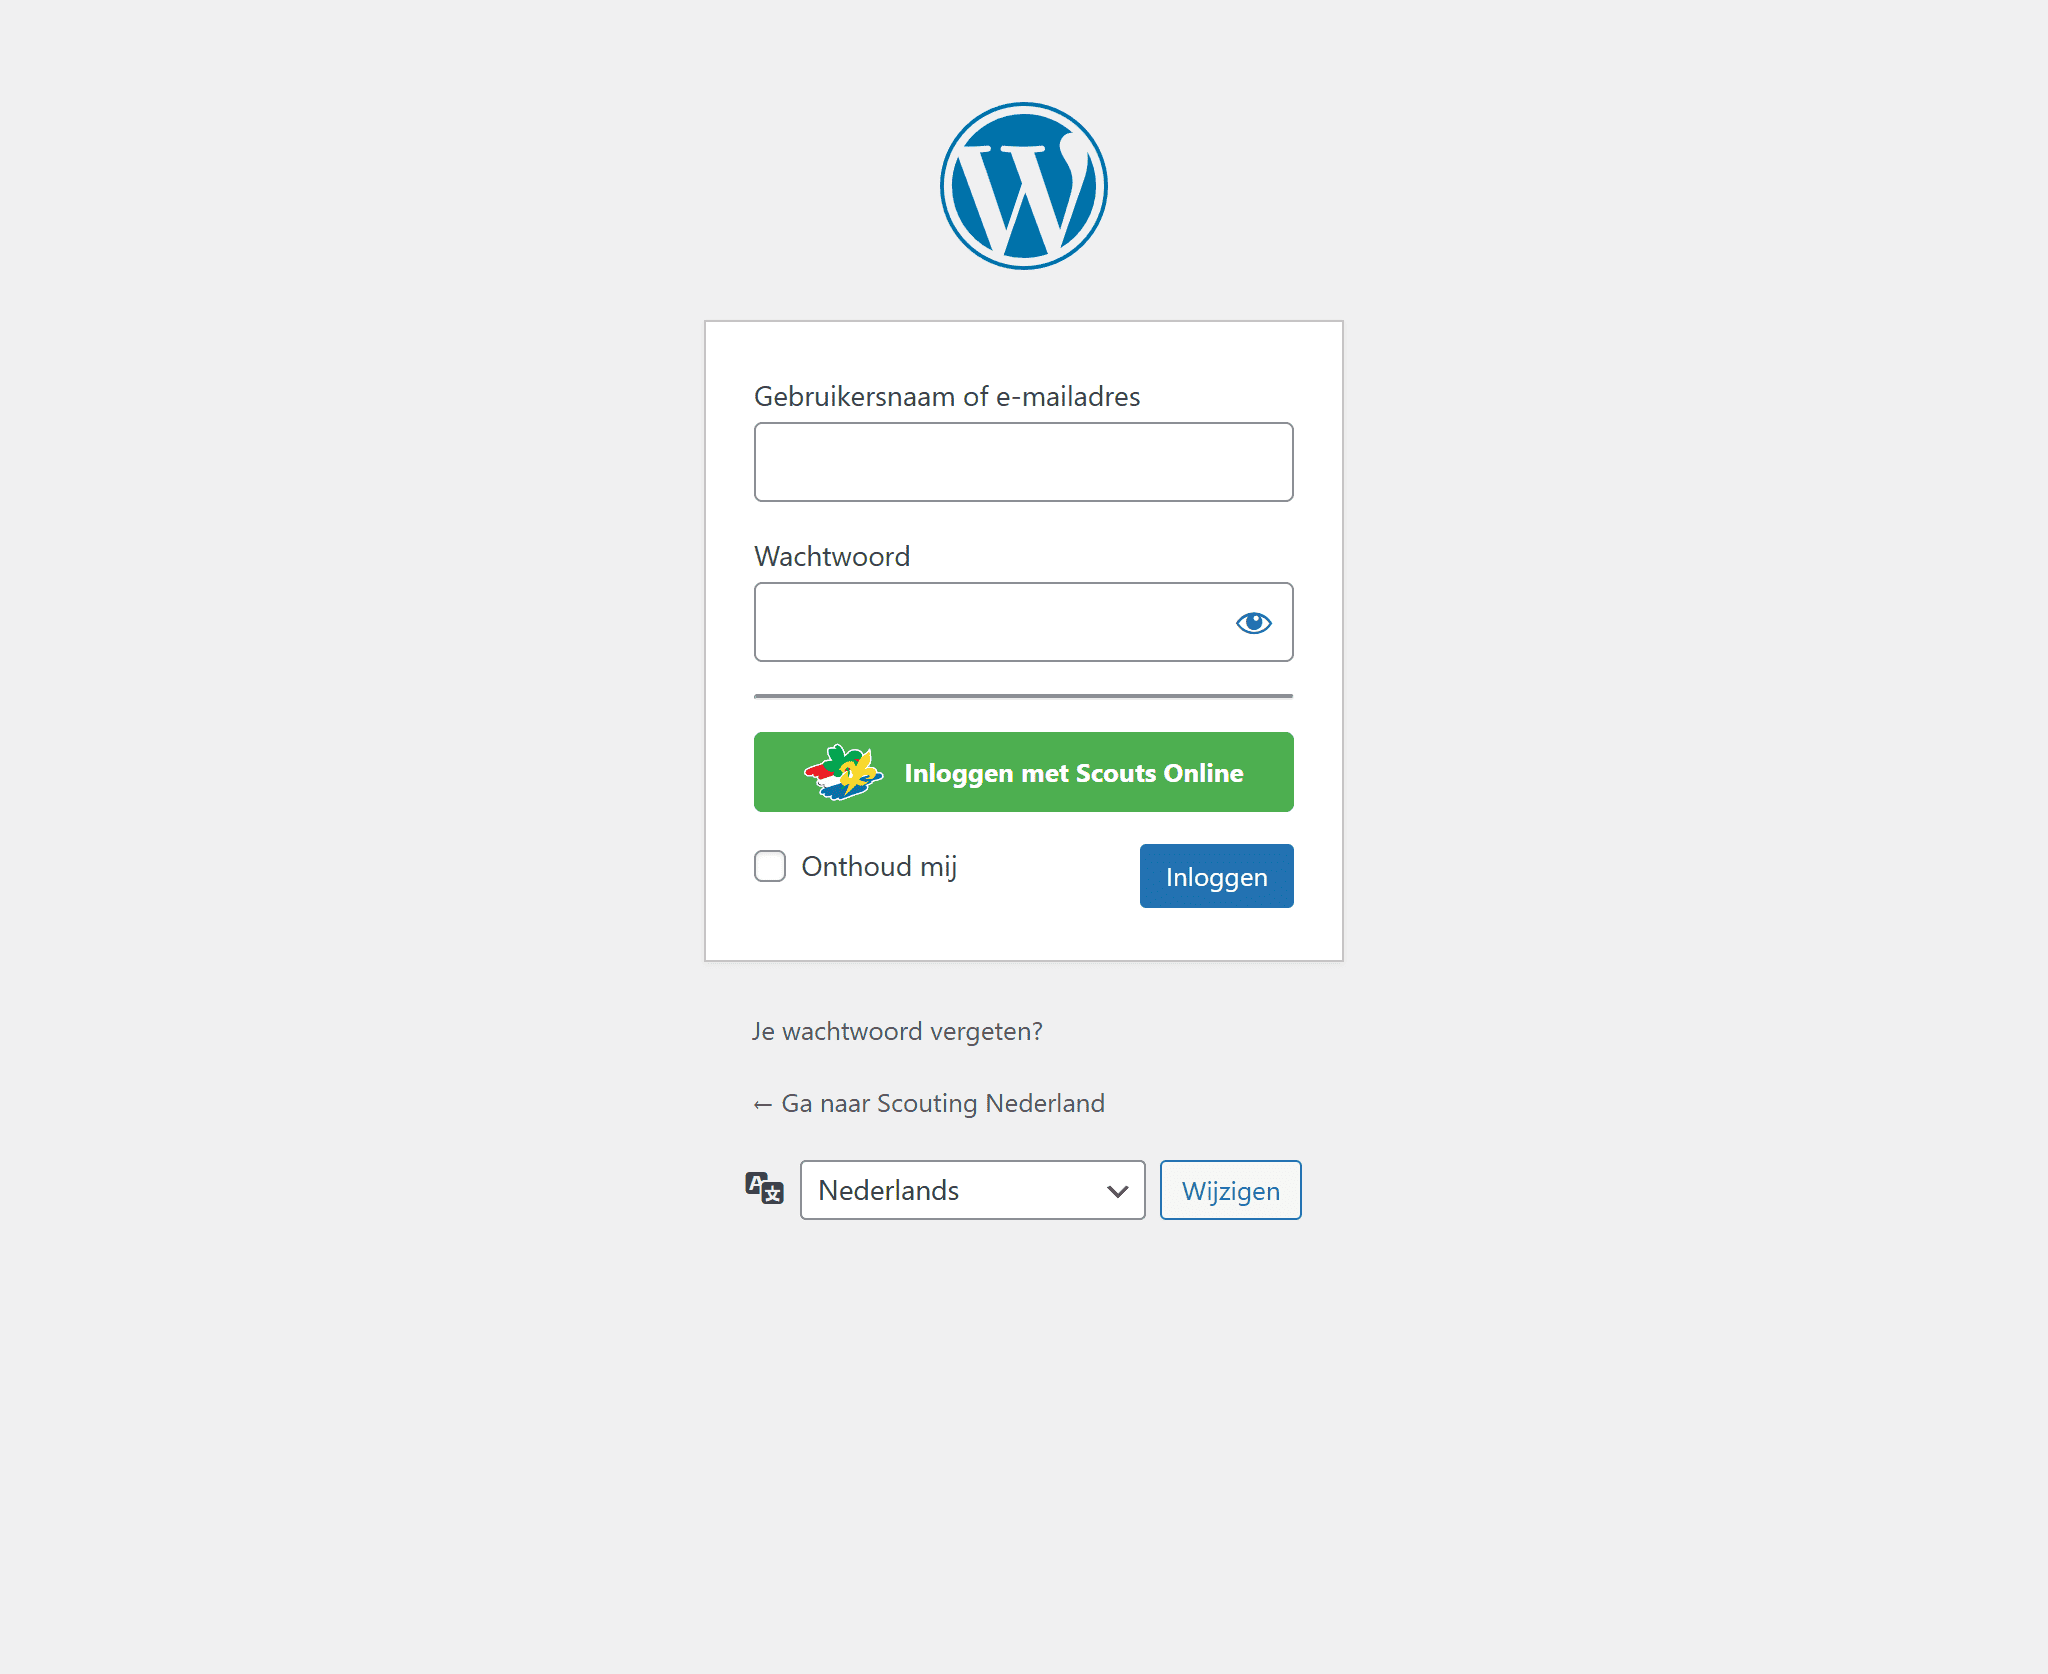 Gebruikersnaam of e-mailadres
Wachtwoord
Inloggen met Scouts Online
Onthoud mij
Inloggen
Je wachtwoord vergeten?
← Ga naar Scouting Nederland
Nederlands
Wijzigen